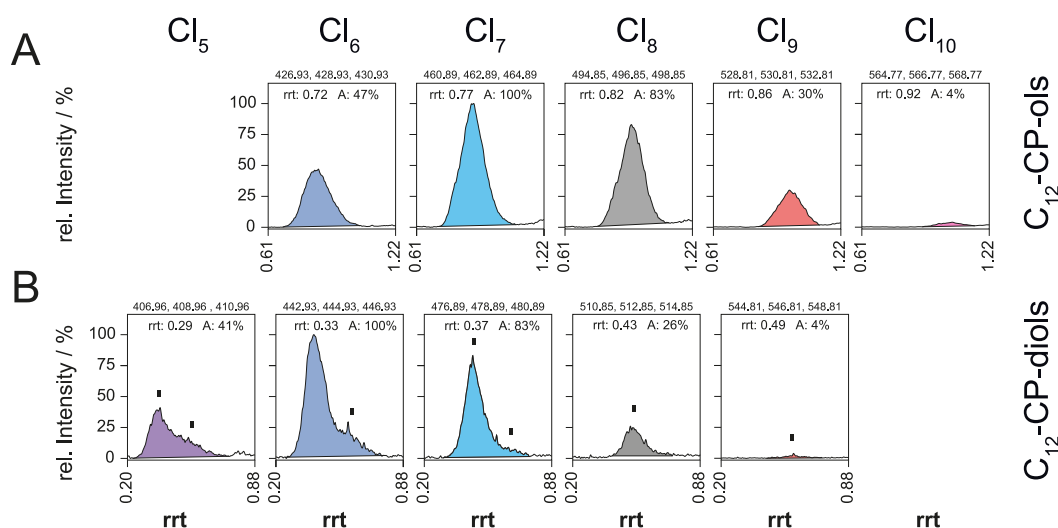 Cl5 Cl6 Cl7 Cl8 Cl9 Cl10
A
426.93, 428.93, 430.93 460.89, 462.89, 464.89 494.85, 496.85, 498.85 528.81, 530.81, 532.81 564.77, 566.77, 568.77
rrt: 0.72 A: 47% rrt: 0.77 A: 100% rrt: 0.82 A: 83% rrt: 0.86 A: 30% rrt: 0.92 A: 4%
rel. Intensity / %
100
75
50
25
0
0.61 1.22 0.61 1.22 0.61 1.22 0.61 1.22 0.61 1.22
C12-CP-ols
B
406.96, 408.96 , 410.96 442.93, 444.93, 446.93 476.89, 478.89, 480.89 510.85, 512.85, 514.85 544.81, 546.81, 548.81
rrt: 0.29 A: 41% rrt: 0.33 A: 100% rrt: 0.37 A: 83% rrt: 0.43 A: 26% rrt: 0.49 A: 4%
rel. Intensity / %
100
75
50
25
0
0.20 0.88 0.20 0.88 0.20 0.88 0.20 0.88 0.20 0.88
C12-CP-diols
rrt rrt rrt rrt rrt rrt